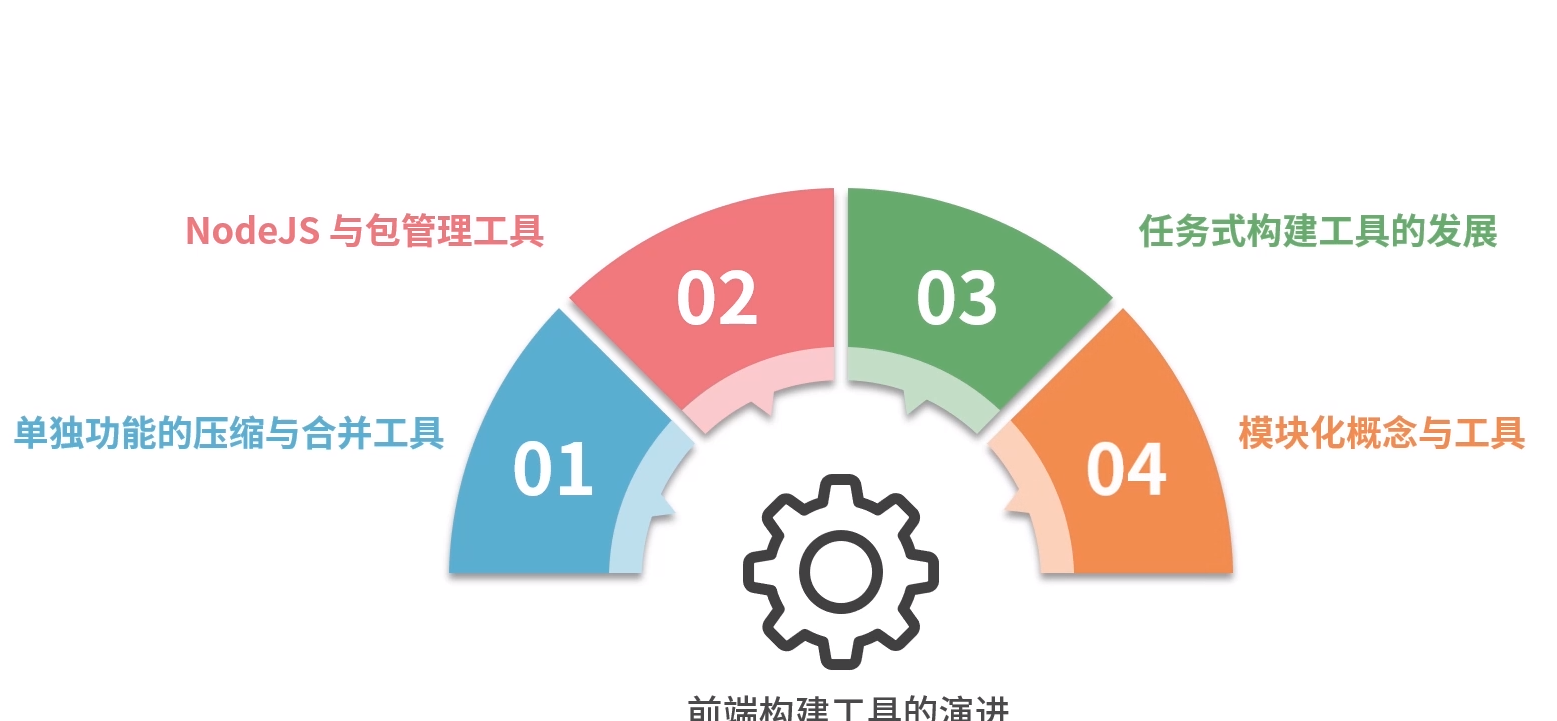 NodeJS 与包管理工具
任务式构建工具的发展
02
03
单独功能的压缩与合并工具
01
04
模块化概念与工具
前端构建工具的演进